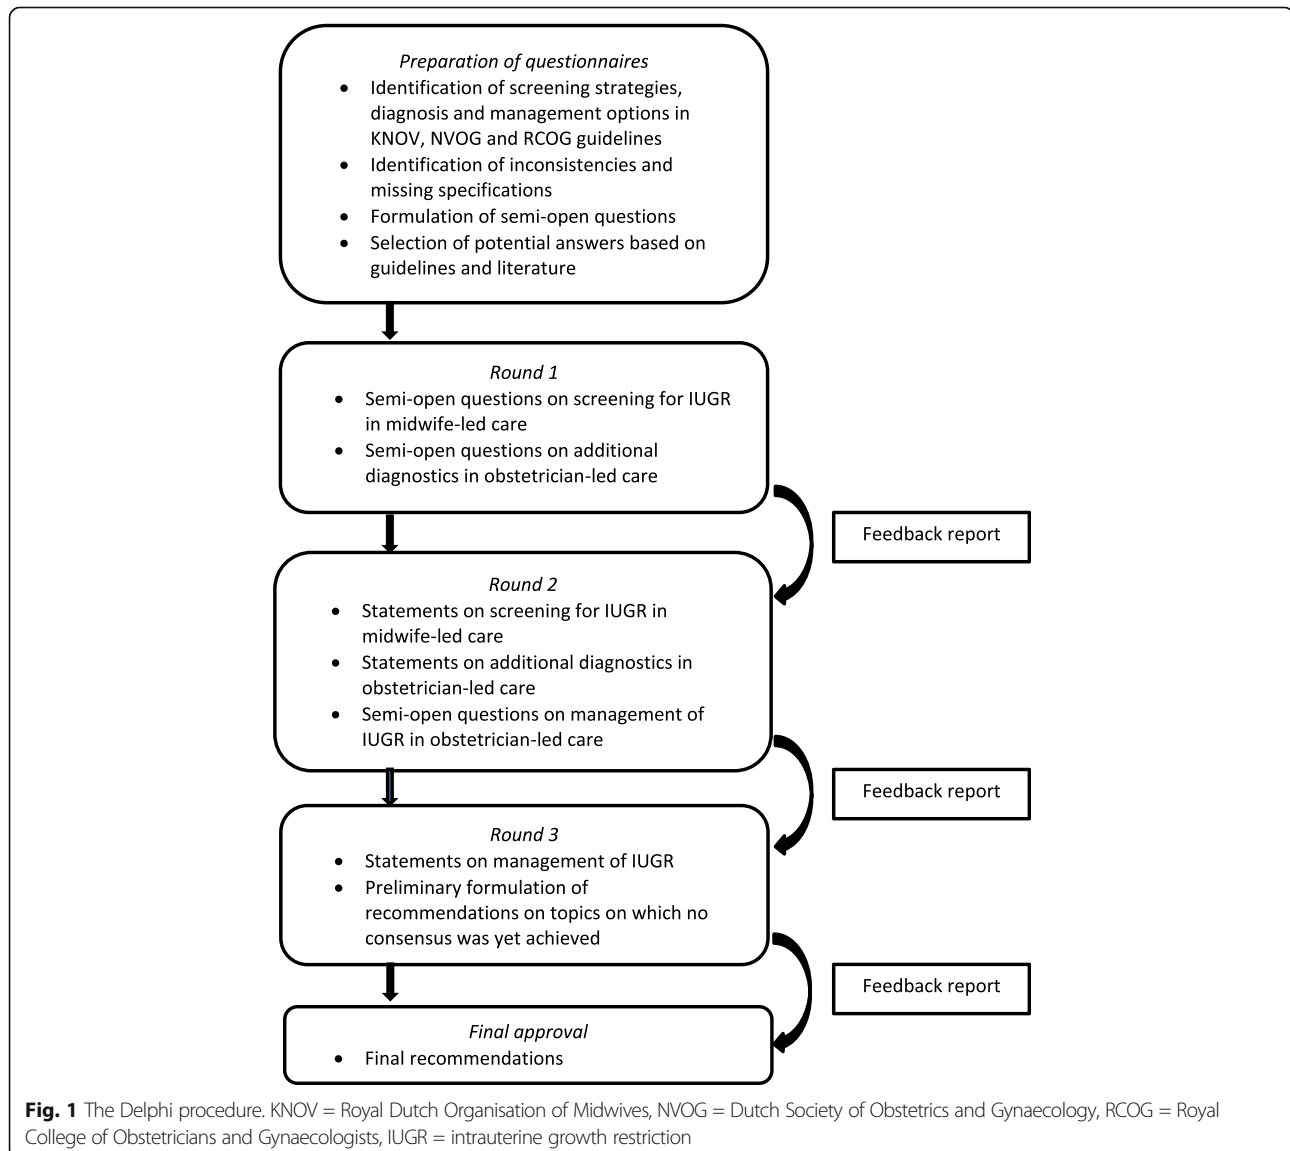 Preparation of questionnaires
• Identification of screening strategies,
diagnosis and management options in
KNOV, NVOG and RCOG guidelines
• Identification of inconsistencies and
missing specifications
• Formulation of semi-open questions
• Selection of potential answers based on
guidelines and literature
Round 1
• Semi-open questions on screening for IUGR
in midwife-led care
• Semi-open questions on additional
diagnostics in obstetrician-led care
Feedback report
Round 2
• Statements on screening for IUGR in
midwife-led care
• Statements on additional diagnostics in
obstetrician-led care
• Semi-open questions on management of
IUGR in obstetrician-led care
Feedback report
Round 3
• Statements on management of IUGR
• Preliminary formulation of
recommendations on topics on which no
consensus was yet achieved
Feedback report
Final approval
• Final recommendations
Fig. 1 The Delphi procedure. KNOV = Royal Dutch Organisation of Midwives, NVOG = Dutch Society of Obstetrics and Gynaecology, RCOG = Royal
College of Obstetricians and Gynaecologists, IUGR = intrauterine growth restriction